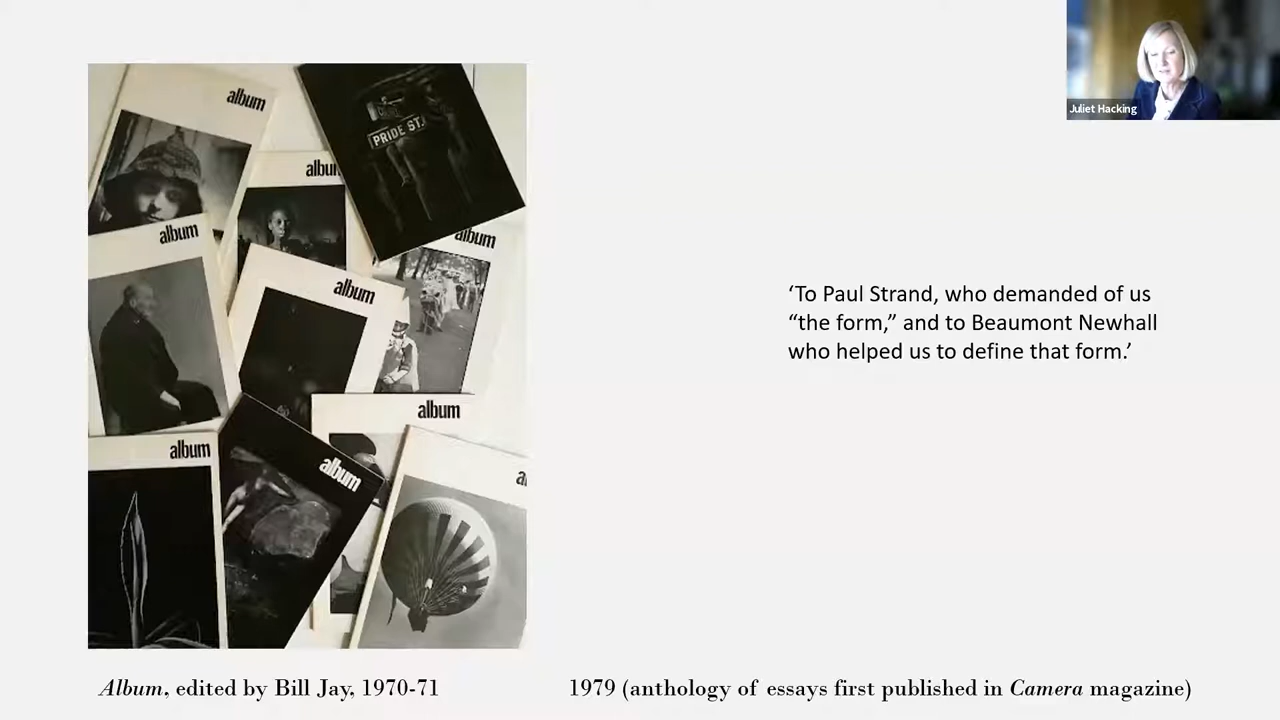 Juliet Hacking
album
PRIDE ST.
album
album
album
album
album
album
album
a
‘To Paul Strand, who demanded of us
“the form,” and to Beaumont Newhall
who helped us to define that form.’
Album, edited by Bill Jay, 1970-71
1979 (anthology of essays first published in Camera magazine)